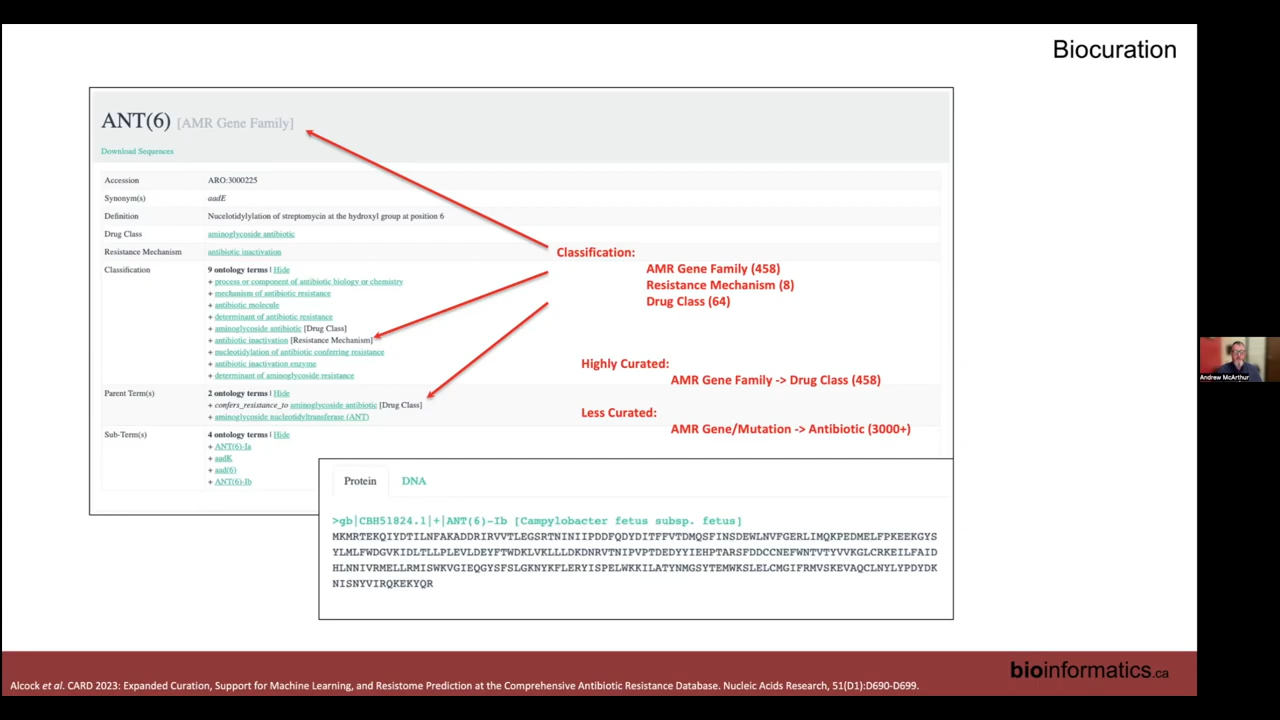 Biocuration
ANT(6) [AMR Gene Family]
Download Sequences
Accession ARO:3000225
Synonym(s) aadE
Definition Nucelotidylylation of streptomycin at the hydroxyl group at position 6
Drug Class aminoglycoside antibiotic
Resistance Mechanism antibiotic inactivation
Classification 9 ontology terms | Hide
+ process or component of antibiotic biology or chemistry
+ mechanism of antibiotic resistance
+ antibiotic molecule
+ determinant of antibiotic resistance
+ aminoglycoside antibiotic [Drug Class]
+ antibiotic inactivation [Resistance Mechanism]
+ nucleotidylation of antibiotic conferring resistance
+ antibiotic inactivation enzyme
+ determinant of aminoglycoside resistance
Parent Term(s) 2 ontology terms | Hide
+ confers_resistance_to aminoglycoside antibiotic [Drug Class]
+ aminoglycoside nucleotidyltransferase (ANT)
Sub-Term(s) 4 ontology terms | Hide
+ ANT(6)-Ia
+ aadK
+ aad(6)
+ ANT(6)-Ib
Classification:
AMR Gene Family (458)
Resistance Mechanism (8)
Drug Class (64)
Highly Curated:
AMR Gene Family -> Drug Class (458)
Less Curated:
AMR Gene/Mutation -> Antibiotic (3000+)
Protein DNA
>gb|CBH51824.1|+|ANT(6)-Ib [Campylobacter fetus subsp. fetus]
MKMRTEKQIYDTILNFAKADDRIRVVTLEGSRTNINIIPDDFQDYDITFFVTDMQSFINSDEWLNVFGERLIMQKPEDMELFPKEEKGYS
YLMLFWDGVKIDLTLLPLEVLDEYFTWDKLVKLLLDKDNRVTNIPVPTDEDYYIEHPTARSFDDCCNEFWNTVTYVVKGLCRKEILFAID
HLNNIVRMELLRMISWKVGIEQGYSFSLGKNYKFLERYISPELWKKILATYNMGSYTEMWKSLELCMGIFRMVSKEVAQCLNYLYPDYDK
NISNYVIRQKEKYQR
Andrew McArthur
bioinformatics.ca
Alcock et al. CARD 2023: Expanded Curation, Support for Machine Learning, and Resistome Prediction at the Comprehensive Antibiotic Resistance Database. Nucleic Acids Research, 51(D1):D690-D699.